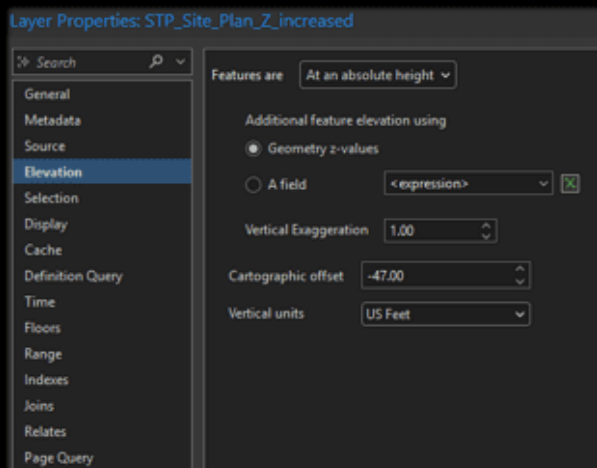 Layer Properties: STP_Site_Plan_Z_increased
Search
General
Metadata
Source
Elevation
Selection
Display
Cache
Definition Query
Time
Floors
Range
Indexes
Joins
Relates
Page Query
Features are At an absolute height
Additional feature elevation using
Geometry z-values
A field <expression>
Vertical Exaggeration 1.00
Cartographic offset -47.00
Vertical units US Feet